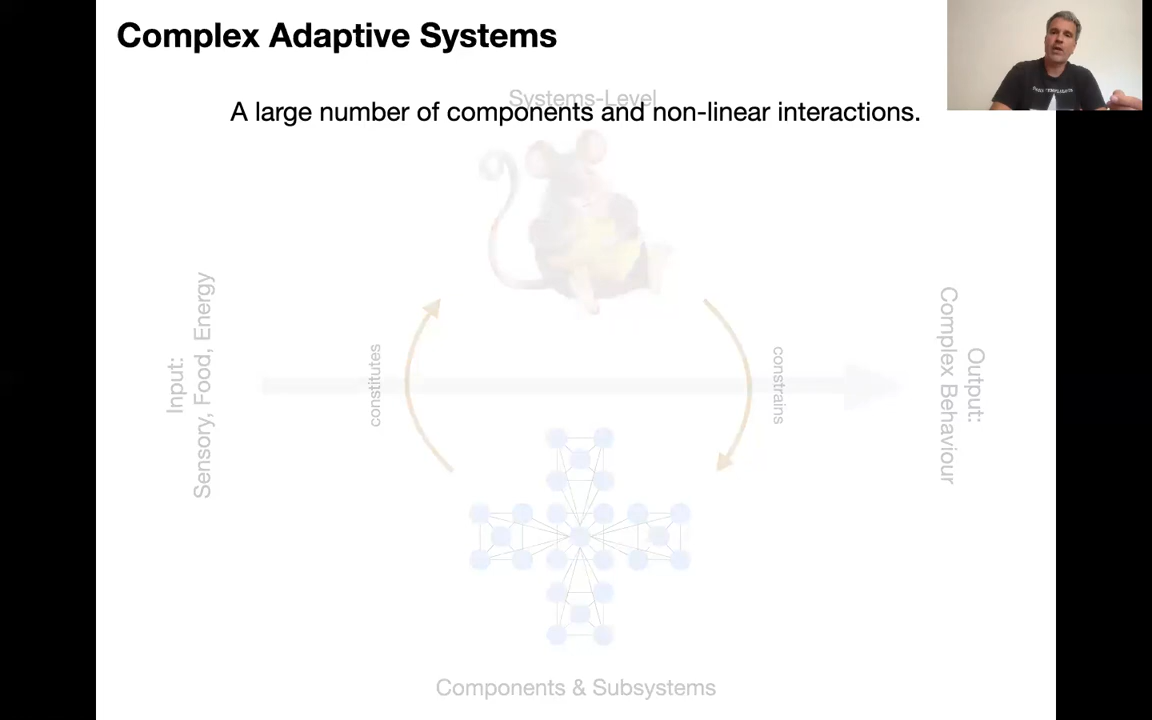 Complex Adaptive Systems
Systems-Level
A large number of components and non-linear interactions.
Input:
Sensory, Food, Energy
constitutes
constrains
Output:
Complex Behaviour
Components & Subsystems